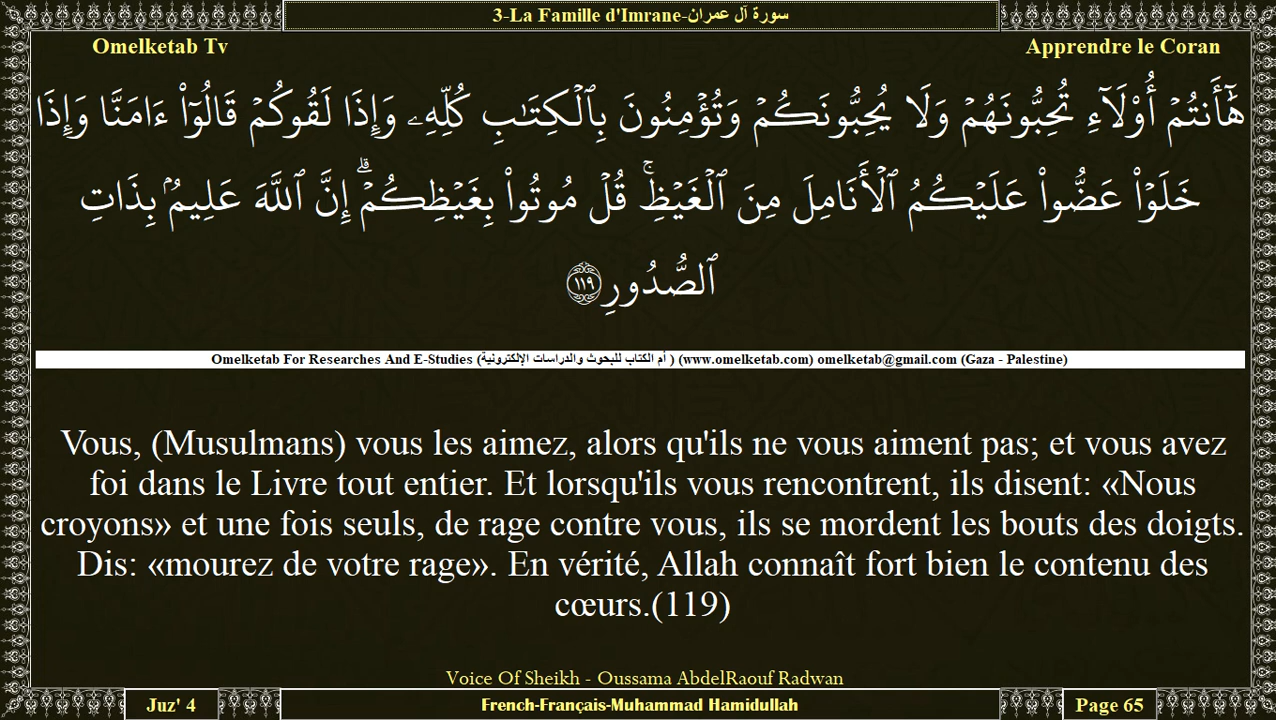 3-La Famille d'Imrane-سورة آل عمران
Omelketab Tv
Apprendre le Coran
هَٰٓأَنتُمْ أُو۟لَآءِ تُحِبُّونَهُمْ وَلَا يُحِبُّونَكُمْ وَتُؤْمِنُونَ بِٱلْكِتَٰبِ كُلِّهِۦ وَإِذَا لَقُوكُمْ قَالُوٓا۟ ءَامَنَّا وَإِذَا
خَلَوْا۟ عَضُّوا۟ عَلَيْكُمُ ٱلْأَنَامِلَ مِنَ ٱلْغَيْظِ ۚ قُلْ مُوتُوا۟ بِغَيْظِكُمْ ۗ إِنَّ ٱللَّهَ عَلِيمٌۢ بِذَاتِ
ٱلصُّدُورِ ١١٩
Omelketab For Researches And E-Studies (أم الكتاب للبحوث والدراسات الإلكترونية ) (www.omelketab.com) omelketab@gmail.com (Gaza - Palestine)
Vous, (Musulmans) vous les aimez, alors qu'ils ne vous aiment pas; et vous avez
foi dans le Livre tout entier. Et lorsqu'ils vous rencontrent, ils disent: «Nous
croyons» et une fois seuls, de rage contre vous, ils se mordent les bouts des doigts.
Dis: «mourez de votre rage». En vérité, Allah connaît fort bien le contenu des
cœurs.(119)
Voice Of Sheikh - Oussama AbdelRaouf Radwan
Juz' 4
French-Français-Muhammad Hamidullah
Page 65